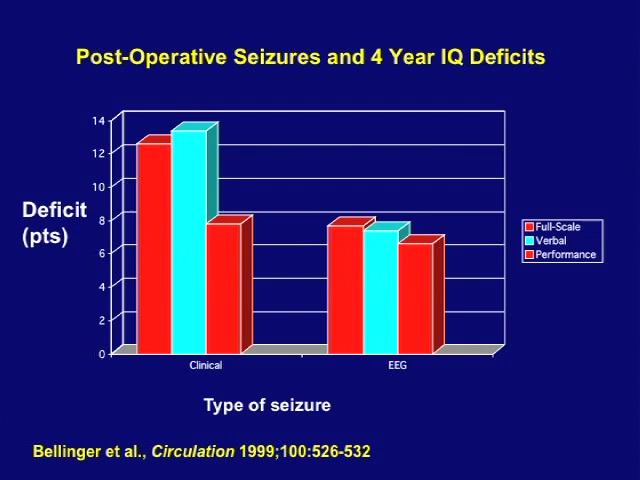 Post-Operative Seizures and 4 Year IQ Deficits
14
12
10
8
6
4
2
0
Deficit
(pts)
Clinical
EEG
Full-Scale
Verbal
Performance
Type of seizure
Bellinger et al., Circulation 1999;100:526-532